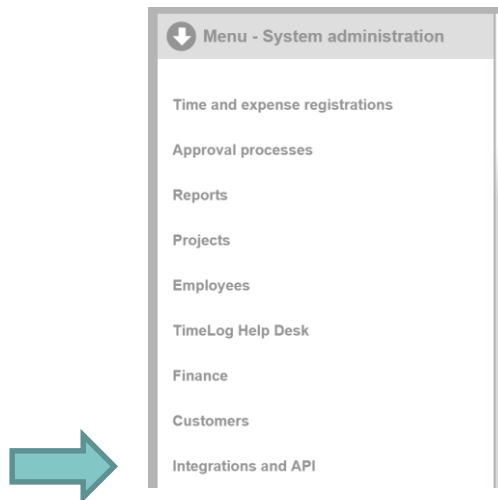 Menu - System administration
Time and expense registrations
Approval processes
Reports
Projects
Employees
TimeLog Help Desk
Finance
Customers
Integrations and API